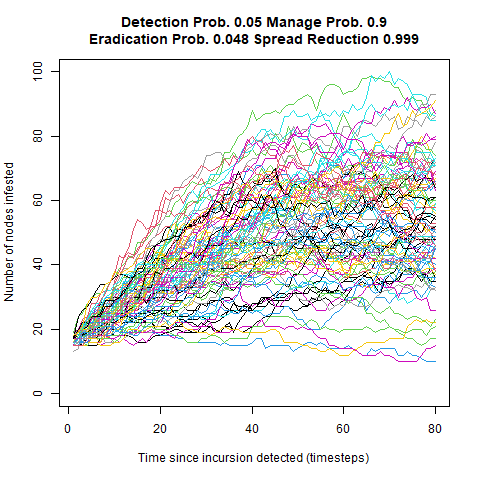 Detection Prob. 0.05 Manage Prob. 0.9
Eradication Prob. 0.048 Spread Reduction 0.999
Number of nodes infested
100
80
60
40
20
0
0 20 40 60 80
Time since incursion detected (timesteps)